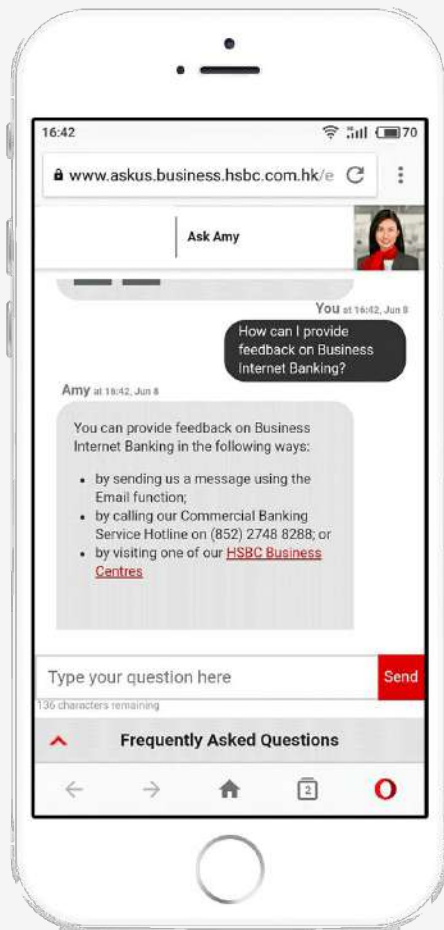 16:42
70
www.askus.business.hsbc.com.hk/e
Ask Amy
You at 16:42, Jun 8
How can I provide
feedback on Business
Internet Banking?
Amy at 16:42, Jun 8
You can provide feedback on Business
Internet Banking in the following ways:
• by sending us a message using the
Email function;
• by calling our Commercial Banking
Service Hotline on (852) 2748 8288; or
• by visiting one of our HSBC Business
Centres
Type your question here
Send
136 characters remaining
Frequently Asked Questions
2